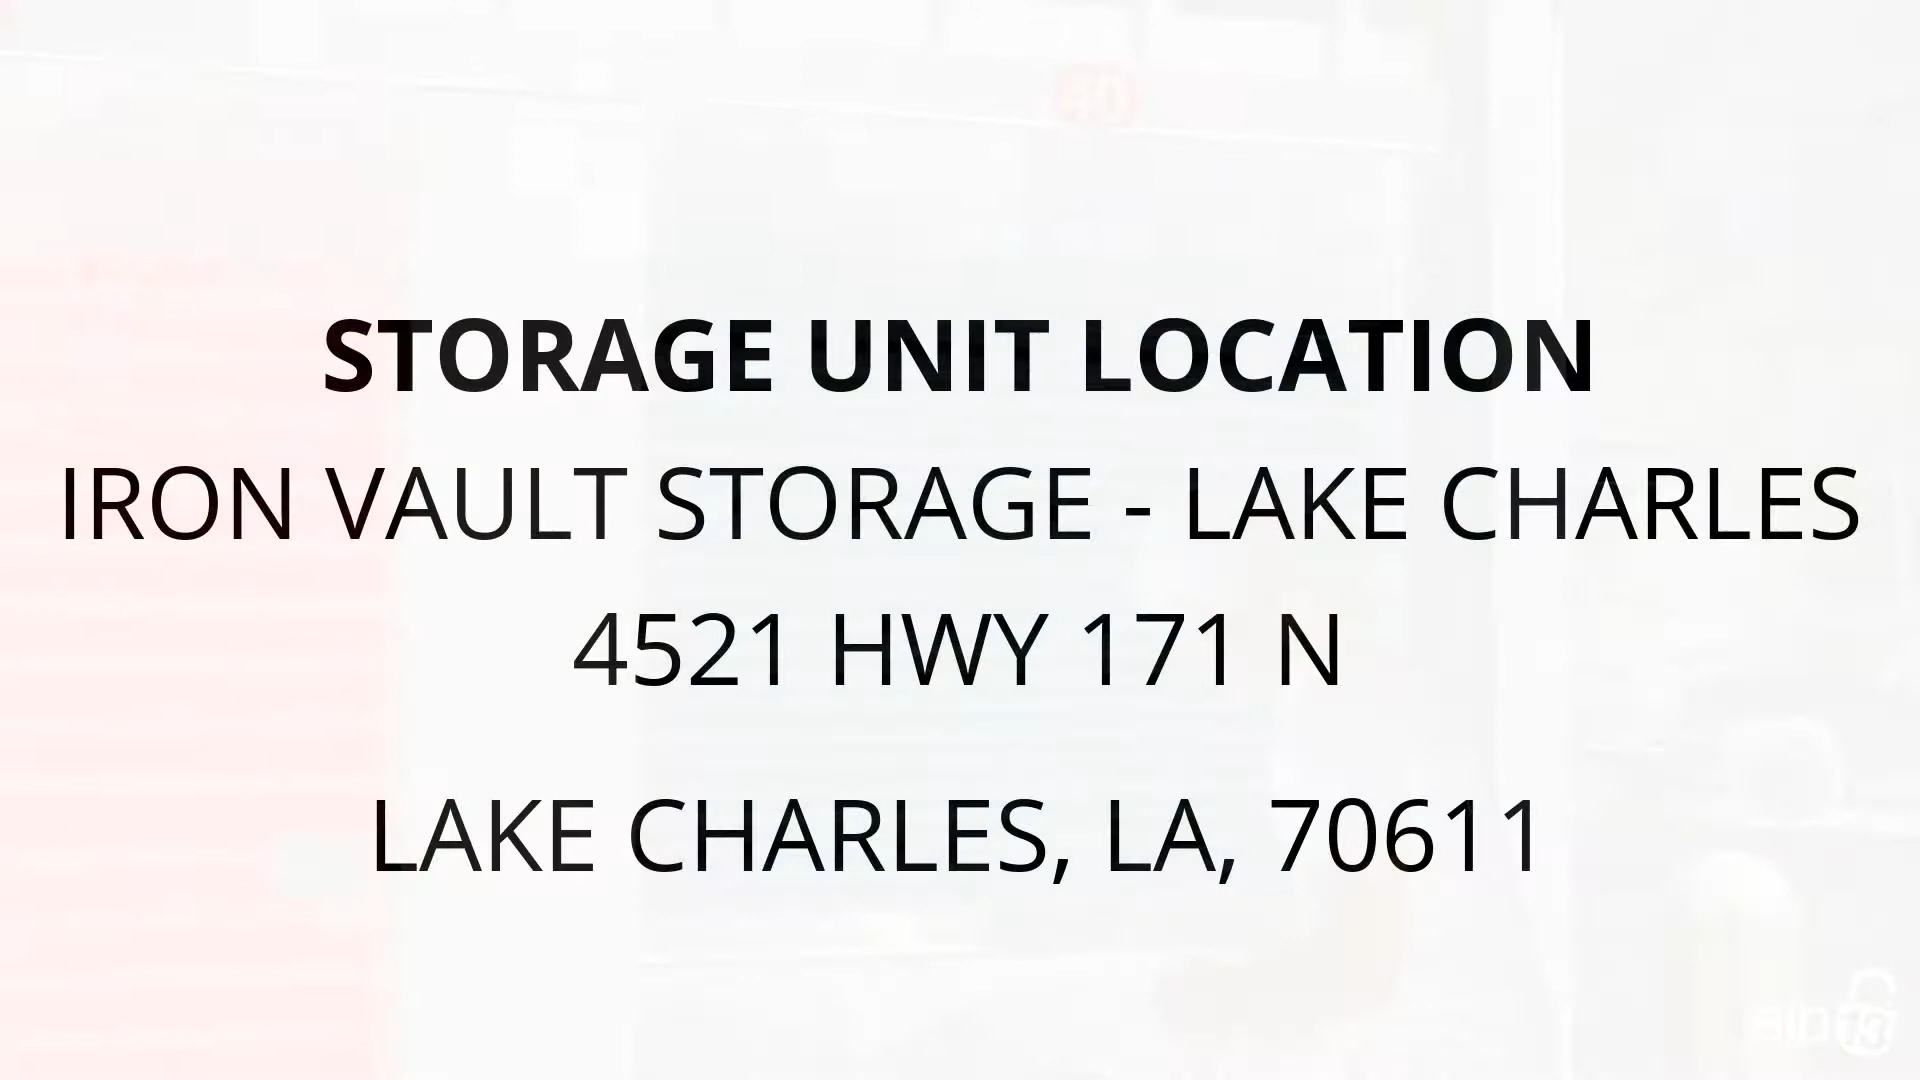 STORAGE UNIT LOCATION
IRON VAULT STORAGE - LAKE CHARLES
4521 HWY 171 N
LAKE CHARLES, LA, 70611